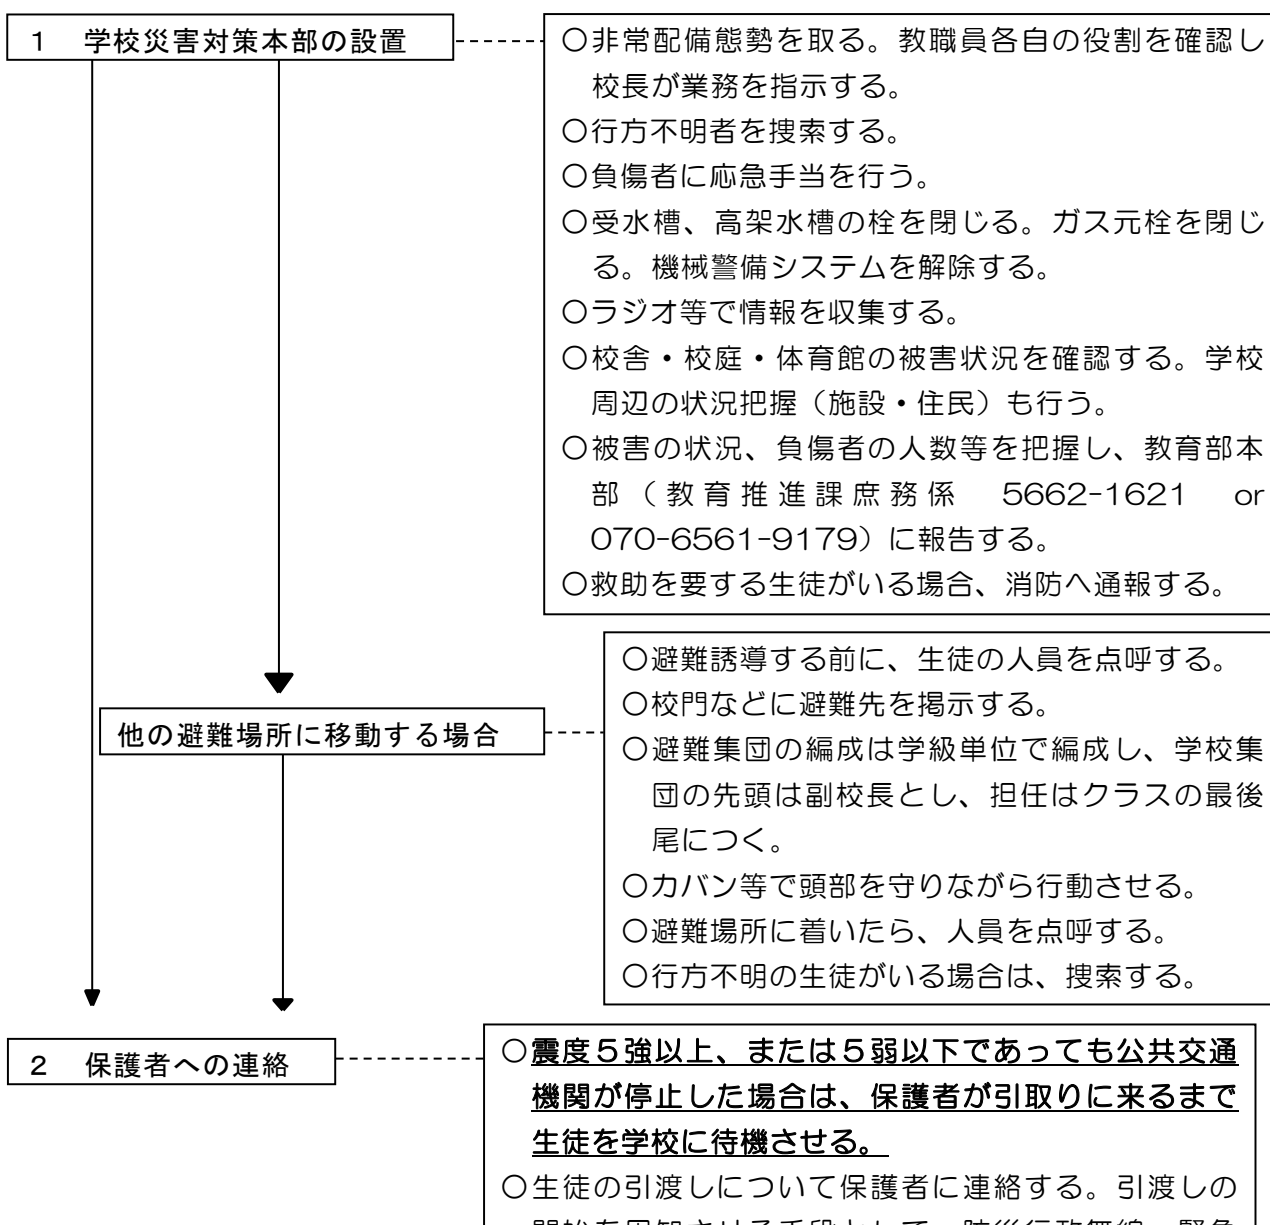 １　学校災害対策本部の設置
○非常配備態勢を取る。教職員各自の役割を確認し
校長が業務を指示する。
○行方不明者を捜索する。
○負傷者に応急手当を行う。
○受水槽、高架水槽の栓を閉じる。ガス元栓を閉じ
る。機械警備システムを解除する。
○ラジオ等で情報を収集する。
○校舎・校庭・体育館の被害状況を確認する。学校
周辺の状況把握（施設・住民）も行う。
○被害の状況、負傷者の人数等を把握し、教育部本
部（教育推進課庶務係　5662-1621　or
070-6561-9179）に報告する。
○救助を要する生徒がいる場合、消防へ通報する。
他の避難場所に移動する場合
○避難誘導する前に、生徒の人員を点呼する。
○校門などに避難先を掲示する。
○避難集団の編成は学級単位で編成し、学校集
団の先頭は副校長とし、担任はクラスの最後
尾につく。
○カバン等で頭部を守りながら行動させる。
○避難場所に着いたら、人員を点呼する。
○行方不明の生徒がいる場合は、捜索する。
２　保護者への連絡
○震度５強以上、または５弱以下であっても公共交通
機関が停止した場合は、保護者が引取りに来るまで
生徒を学校に待機させる。
○生徒の引渡しについて保護者に連絡する。引渡しの